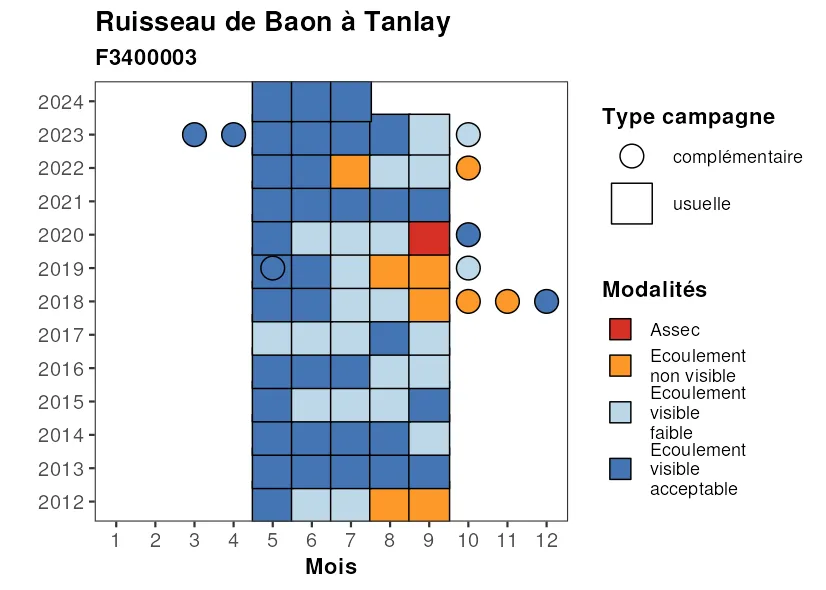 Ruisseau de Baon à Tanlay
F3400003
2024
2023
2022
2021
2020
2019
2018
2017
2016
2015
2014
2013
2012
1 2 3 4 5 6 7 8 9 10 11 12
Mois
Type campagne
complémentaire
usuelle
Modalités
Assec
Ecoulement
non visible
Ecoulement
visible
faible
Ecoulement
visible
acceptable